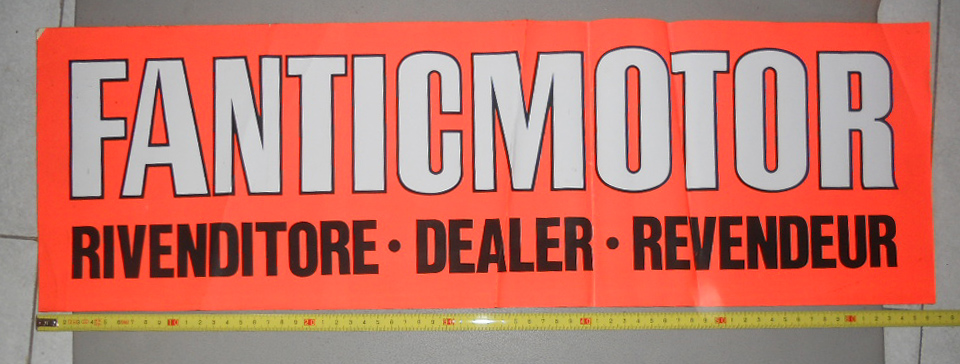 FANTICMOTOR
RIVENDITORE · DEALER · REVENDEUR